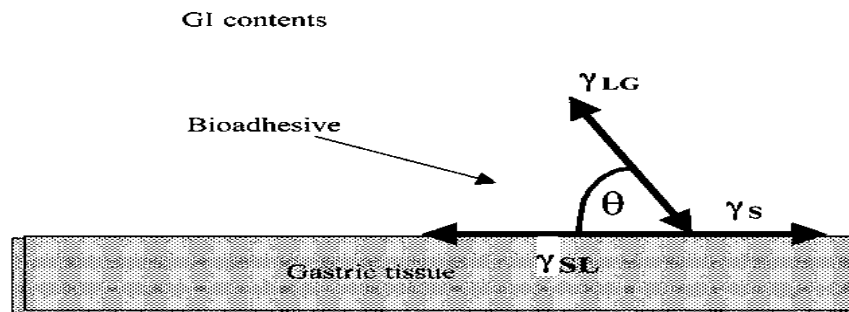 GI contents
γLG
Bioadhesive
θ
γS
γSL
Gastric tissue